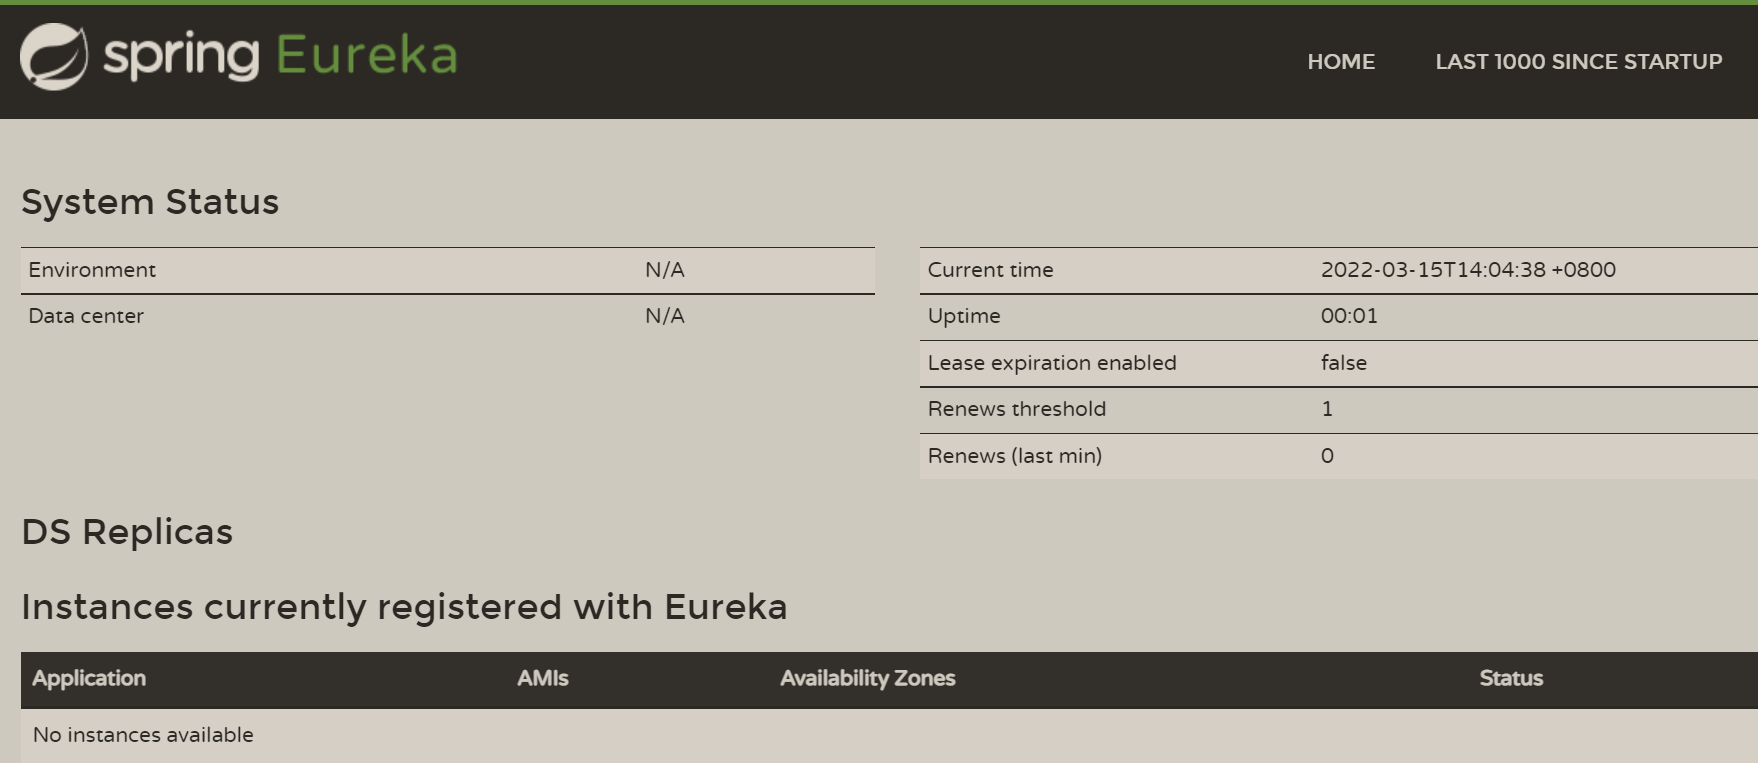 spring Eureka
HOME LAST 1000 SINCE STARTUP
System Status
Environment N/A
Data center N/A
Current time 2022-03-15T14:04:38 +0800
Uptime 00:01
Lease expiration enabled false
Renews threshold 1
Renews (last min) 0
DS Replicas
Instances currently registered with Eureka
Application AMIs Availability Zones Status
No instances available